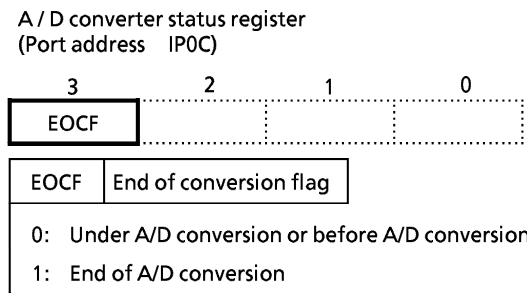 A / D converter status register
(Port address IP0C)
3 2 1 0
EOCF
EOCF End of conversion flag
0: Under A/D conversion or before A/D conversion
1: End of A/D conversion